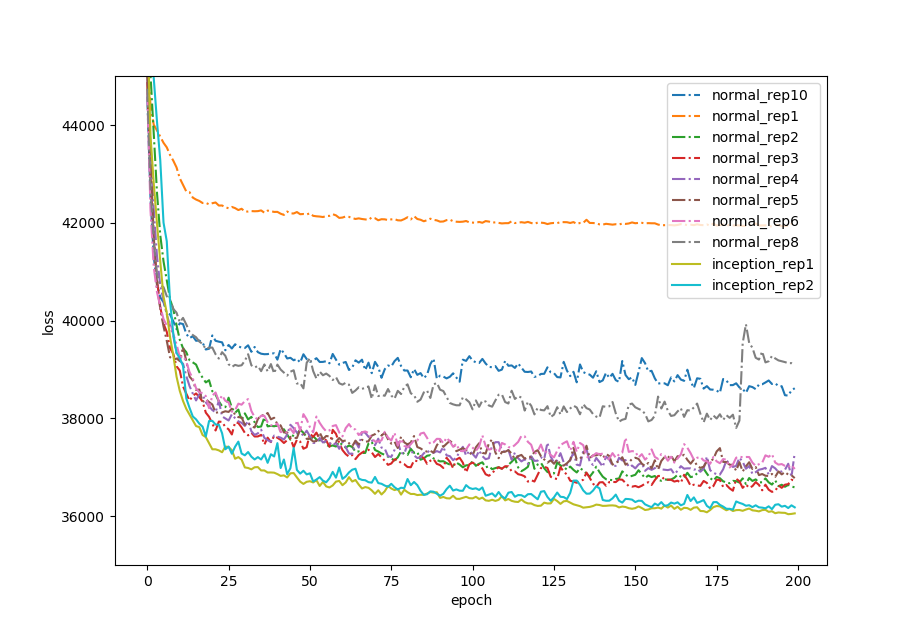 44000
42000
40000
38000
36000
loss
0
25
50
75
100
125
150
175
200
epoch
normal_rep10
normal_rep1
normal_rep2
normal_rep3
normal_rep4
normal_rep5
normal_rep6
normal_rep8
inception_rep1
inception_rep2